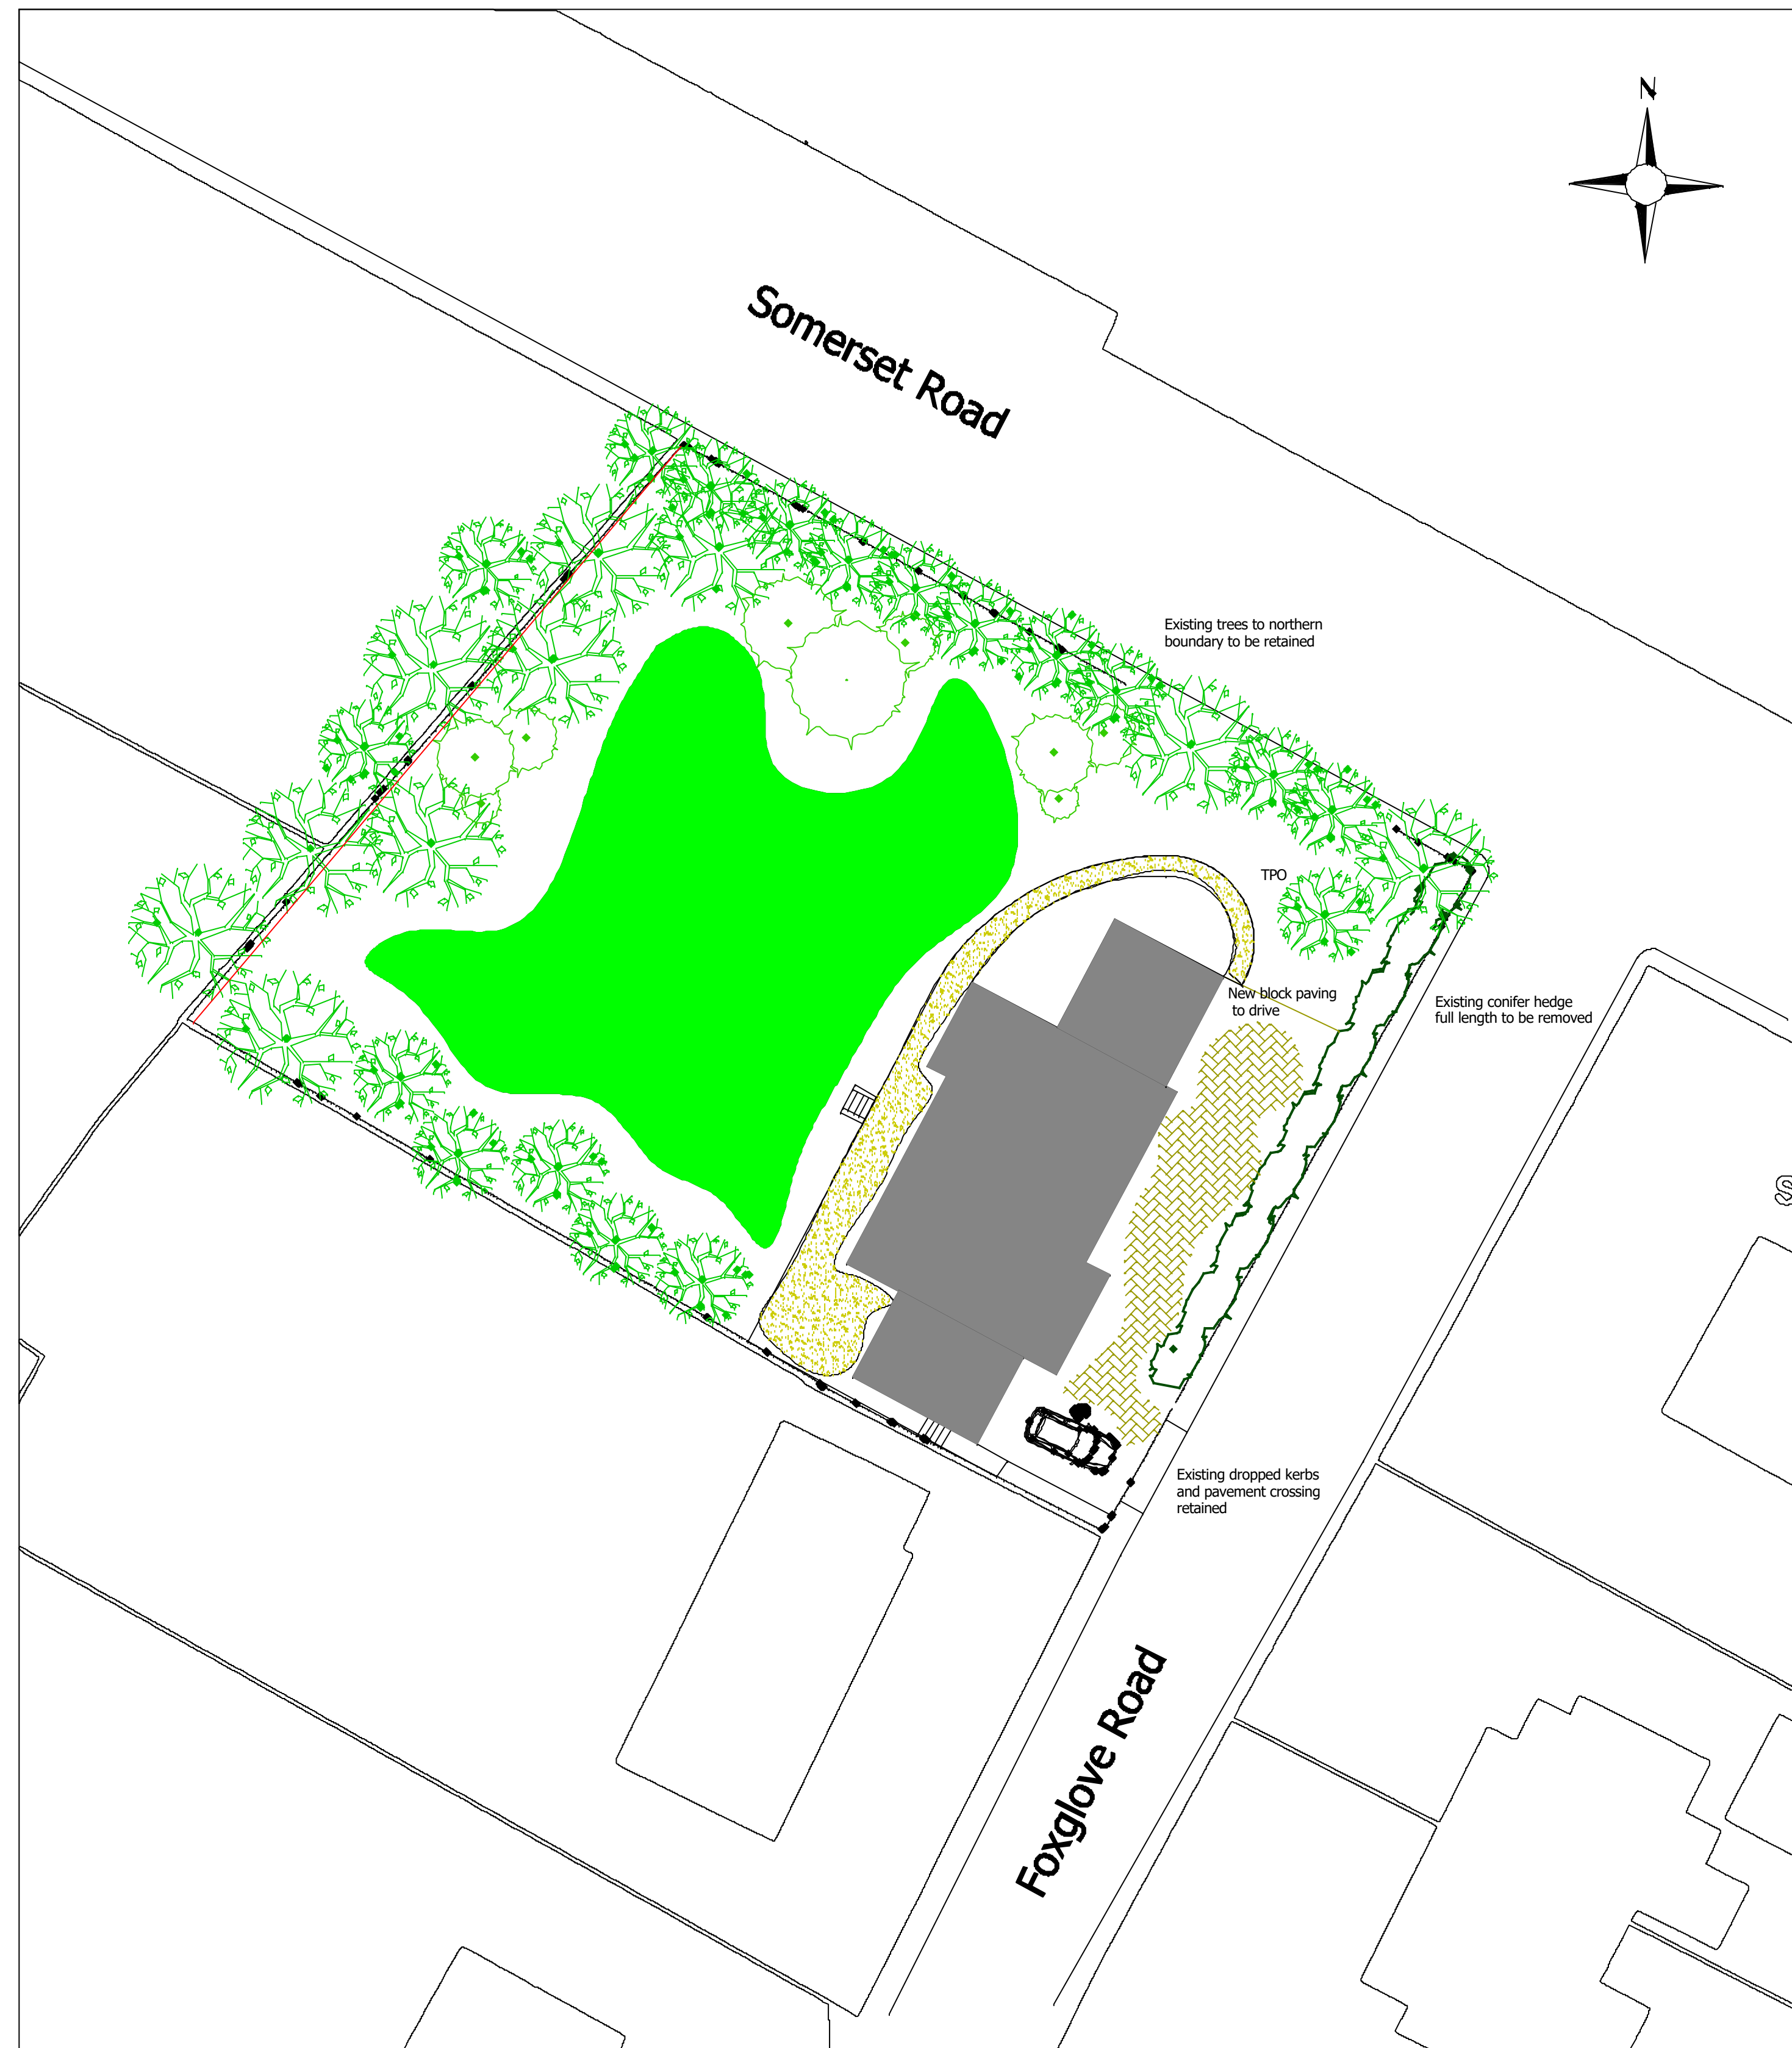 N
Somerset Road
Existing trees to northern
boundary to be retained
TPO
New block paving
to drive
Existing conifer hedge
full length to be removed
S
Existing dropped kerbs
and pavement crossing
retained
Foxglove Road